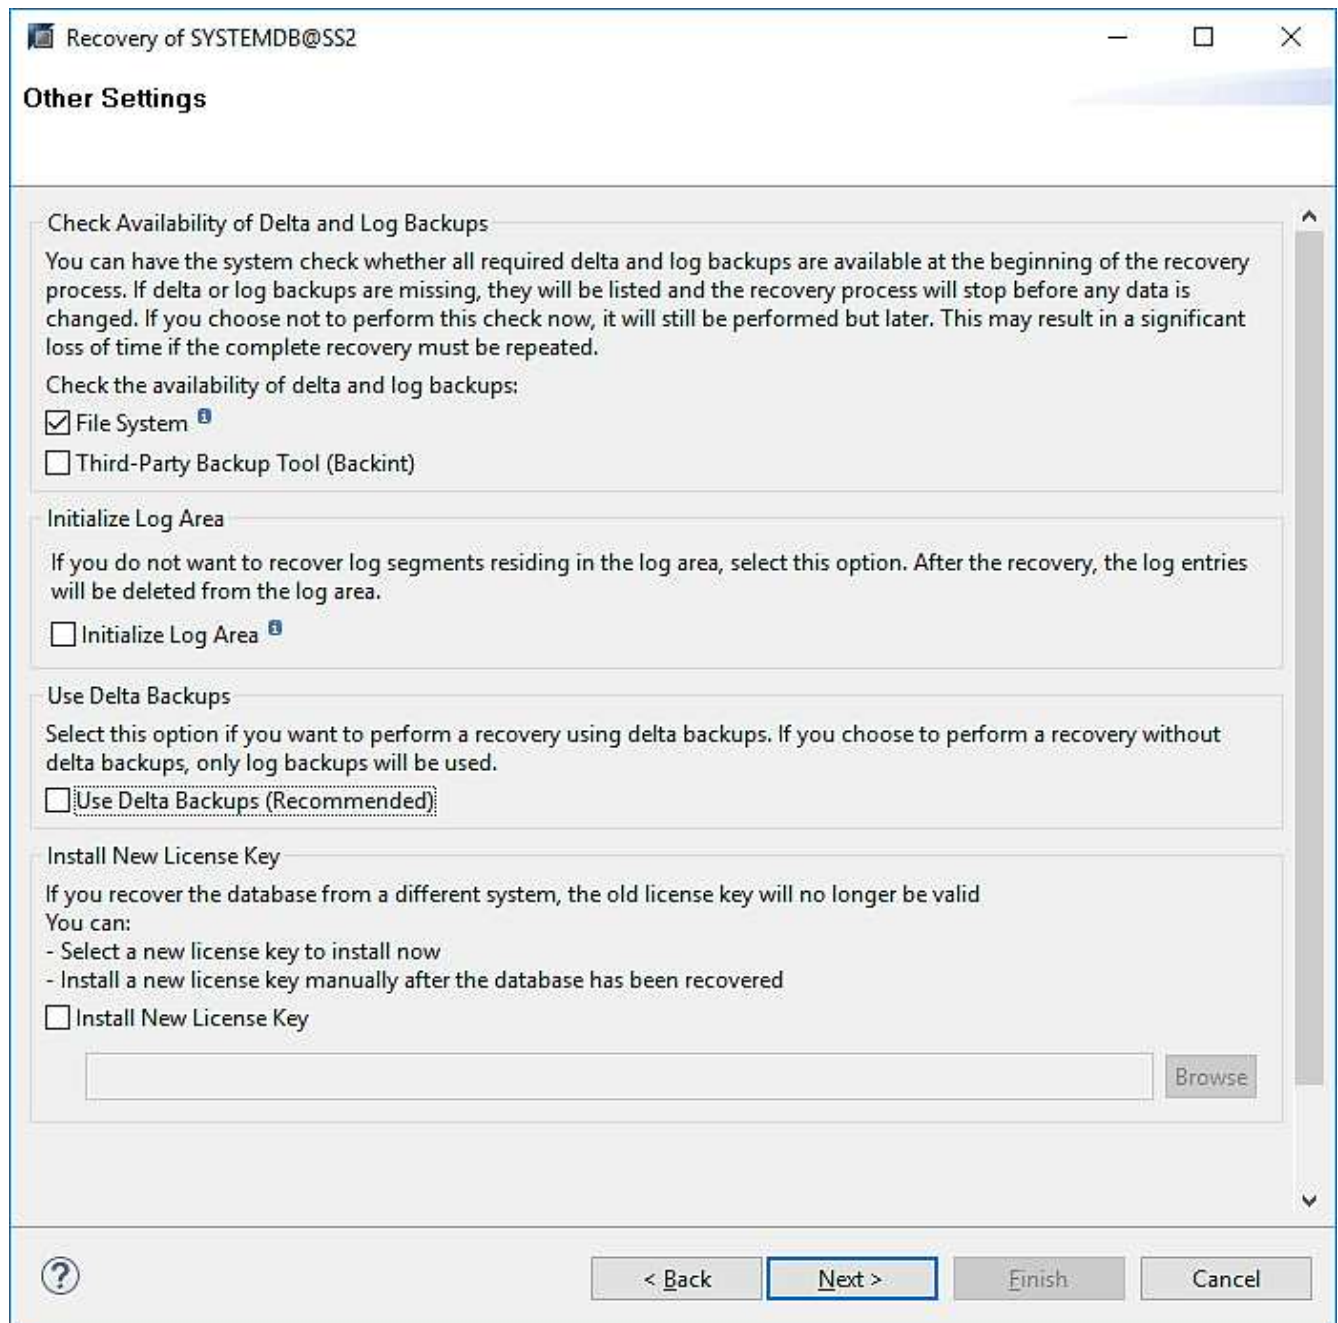 Recovery of SYSTEMDB@SS2
Other Settings
Check Availability of Delta and Log Backups
You can have the system check whether all required delta and log backups are available at the beginning of the recovery
process. If delta or log backups are missing, they will be listed and the recovery process will stop before any data is
changed. If you choose not to perform this check now, it will still be performed but later. This may result in a significant
loss of time if the complete recovery must be repeated.
Check the availability of delta and log backups:
File System
Third-Party Backup Tool (Backint)
Initialize Log Area
If you do not want to recover log segments residing in the log area, select this option. After the recovery, the log entries
will be deleted from the log area.
Initialize Log Area
Use Delta Backups
Select this option if you want to perform a recovery using delta backups. If you choose to perform a recovery without
delta backups, only log backups will be used.
Use Delta Backups (Recommended)
Install New License Key
If you recover the database from a different system, the old license key will no longer be valid
You can:
- Select a new license key to install now
- Install a new license key manually after the database has been recovered
Install New License Key
Browse
?
< Back
Next >
Finish
Cancel